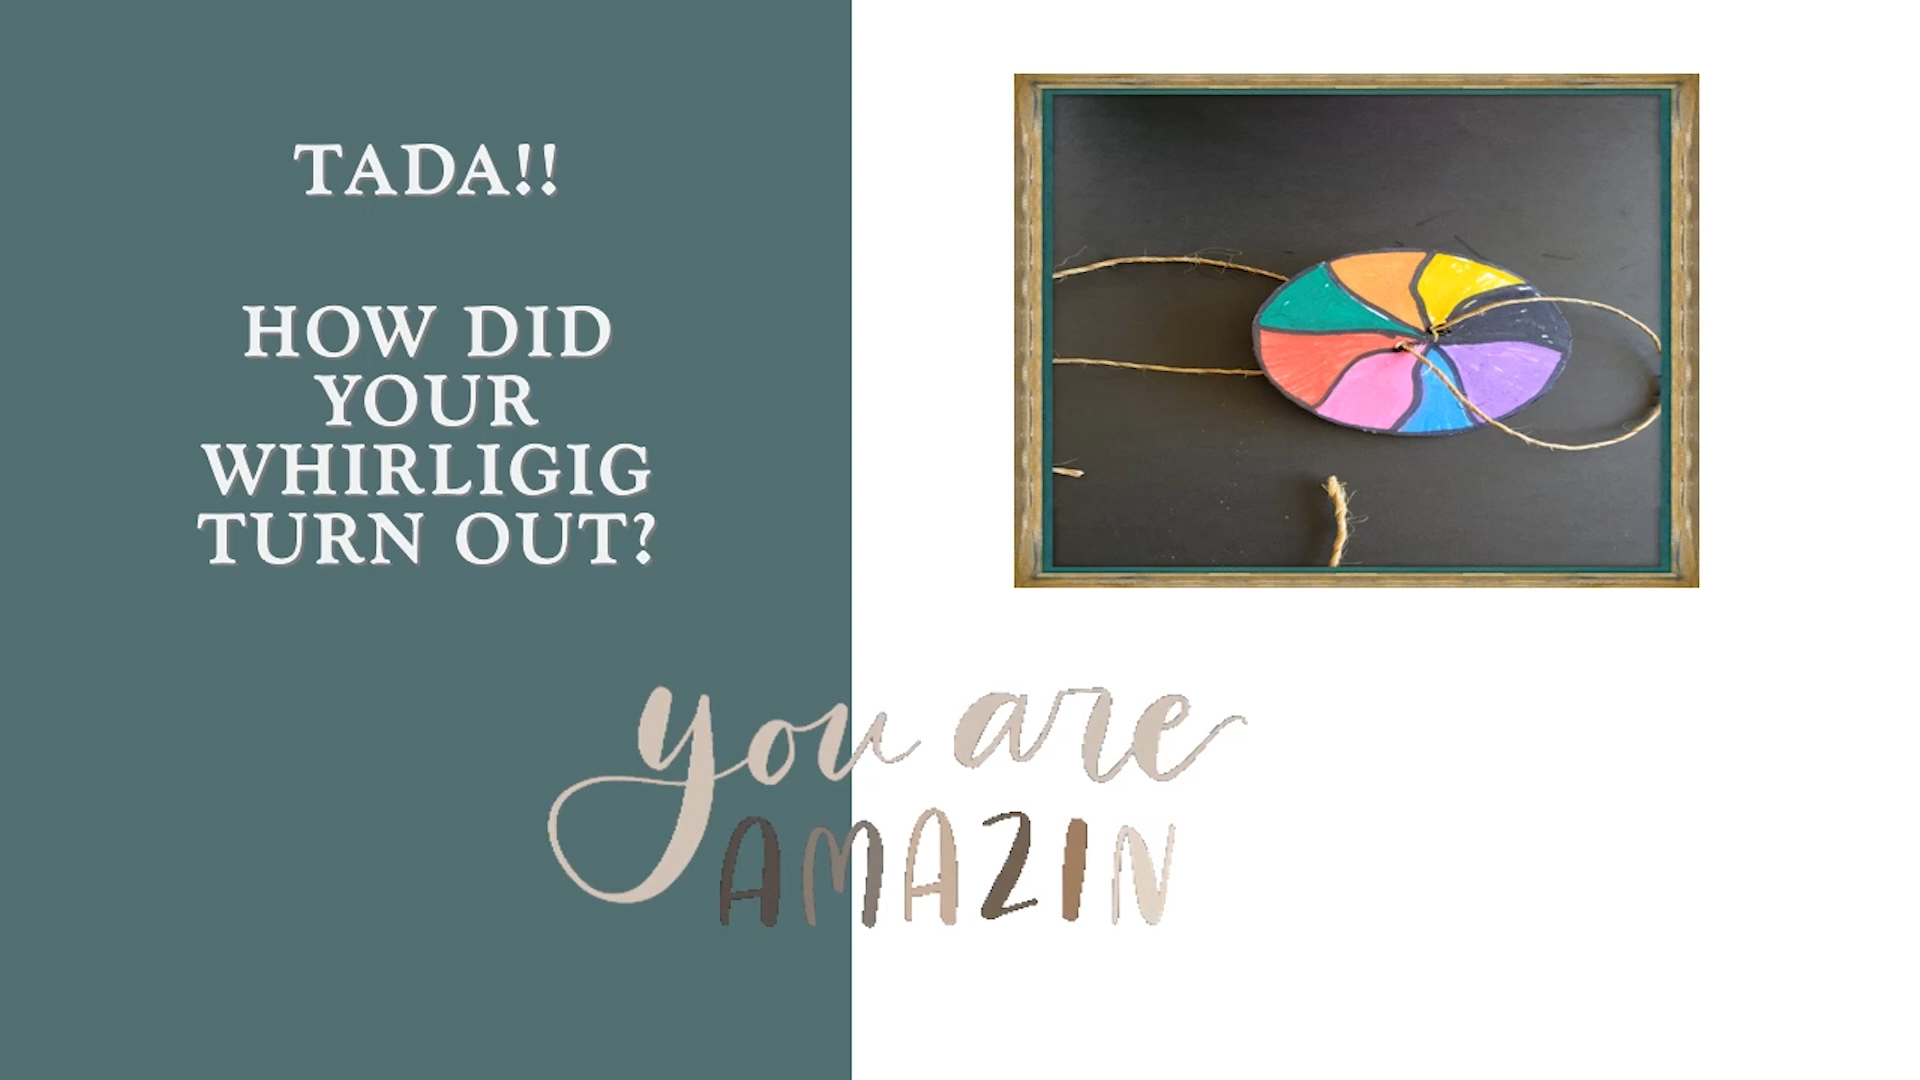 TADA!!
HOW DID
YOUR
WHIRLIGIG
TURN OUT?
you are
AMAZIN